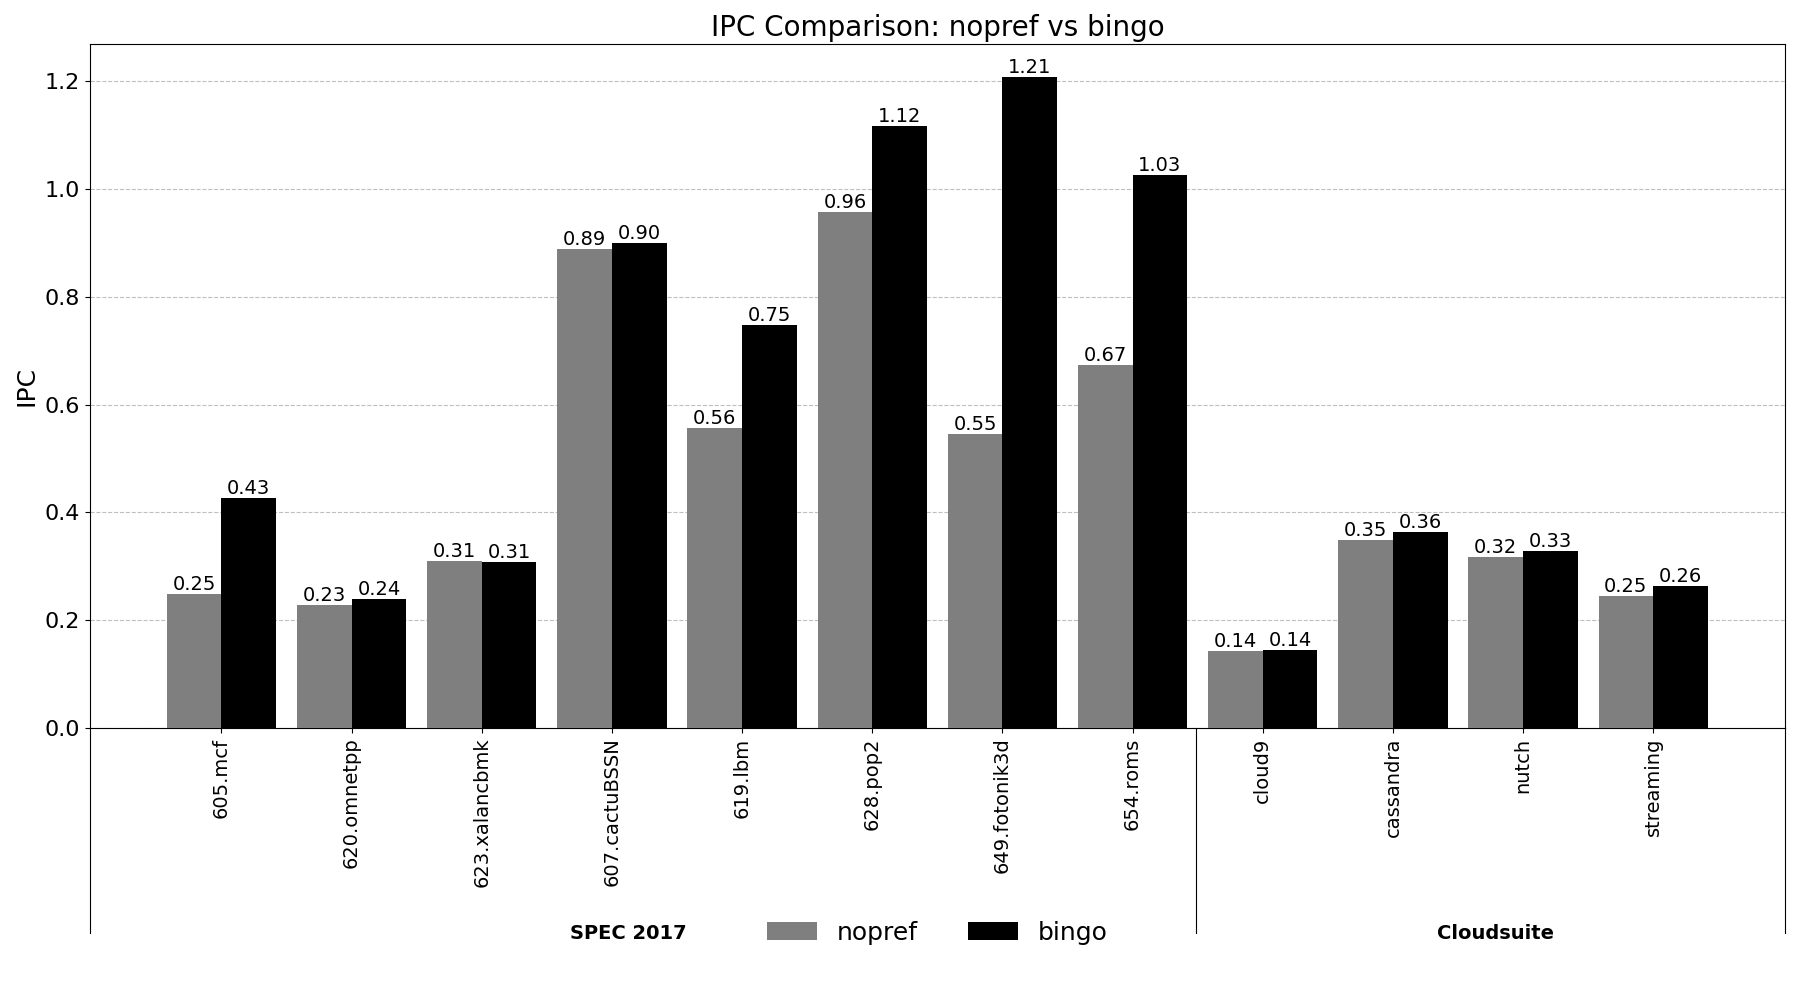 IPC Comparison: nopref vs bingo
IPC
1.2
1.0
0.8
0.6
0.4
0.2
0.0
0.25 0.43
0.23 0.24
0.31 0.31
0.89 0.90
0.56 0.75
0.96 1.12
0.55 1.21
0.67 1.03
0.14 0.14
0.35 0.36
0.32 0.33
0.25 0.26
605.mcf
620.omnetpp
623.xalancbmk
607.cactuBSSN
619.lbm
628.pop2
649.fotonik3d
654.roms
cloud9
cassandra
nutch
streaming
SPEC 2017
nopref
bingo
Cloudsuite